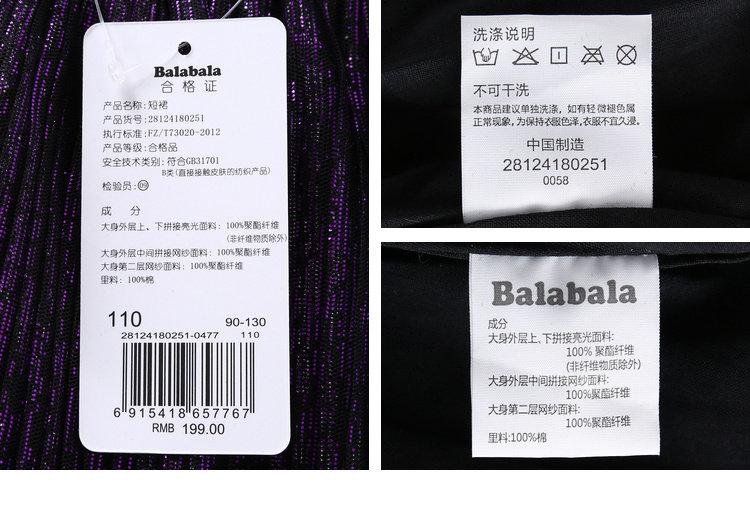 Balabala
合格证
产品名称: 短裙
产品货号: 28124180251
执行标准: FZ/T73020-2012
产品等级: 合格品
安全技术类别: 符合GB31701
B类(直接接触皮肤的纺织产品)
检验员: 09
成 分
大身外层上、下拼接亮光面料: 100%聚酯纤维
(非纤维物质除外)
大身外层中间拼接网纱面料: 100%聚酯纤维
大身第二层网纱面料: 100%聚酯纤维
里料: 100%棉
110 90-130
28124180251-0477 110
6 915418 657767
RMB 199.00
洗涤说明
不可干洗
本商品建议单独洗涤, 如有轻微褪色属
正常现象, 为保持衣服色泽, 衣服不宜久浸。
中国制造
28124180251
0058
Balabala
成分
大身外层上、下拼接亮光面料:
100% 聚酯纤维
(非纤维物质除外)
大身外层中间拼接网纱面料:
100%聚酯纤维
大身第二层网纱面料:
100%聚酯纤维
里料:100%棉